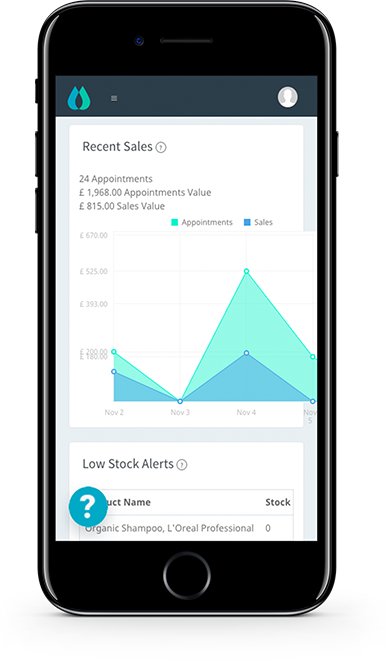 Recent Sales ?
24 Appointments
£ 1,968.00 Appointments Value
£ 815.00 Sales Value
Appointments Sales
£ 670.00
£ 525.00
£ 393.00
£ 200.00
£ 180.00
Nov 2 Nov 3 Nov 4 Nov 5
Low Stock Alerts ?
?
uct Name Stock
Organic Shampoo, L'Oreal Professional 0